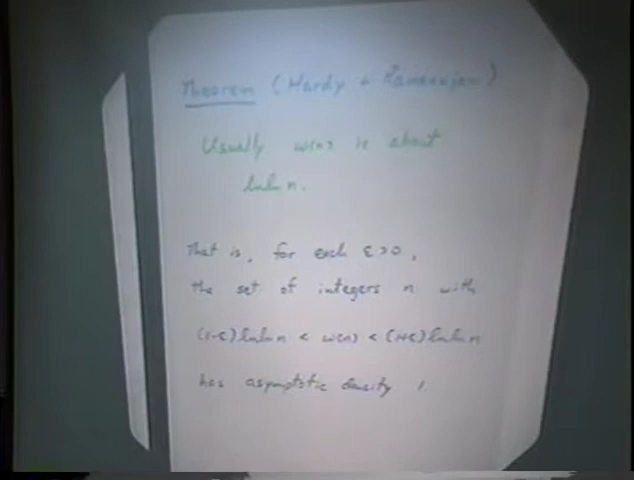 Theorem (Hardy + Ramanujan)
Usually ω(n) is about
lnln n.
That is, for each ε>0,
the set of integers n with
(1-ε)lnln n < ω(n) < (1+ε)lnln n
has asymptotic density 1.